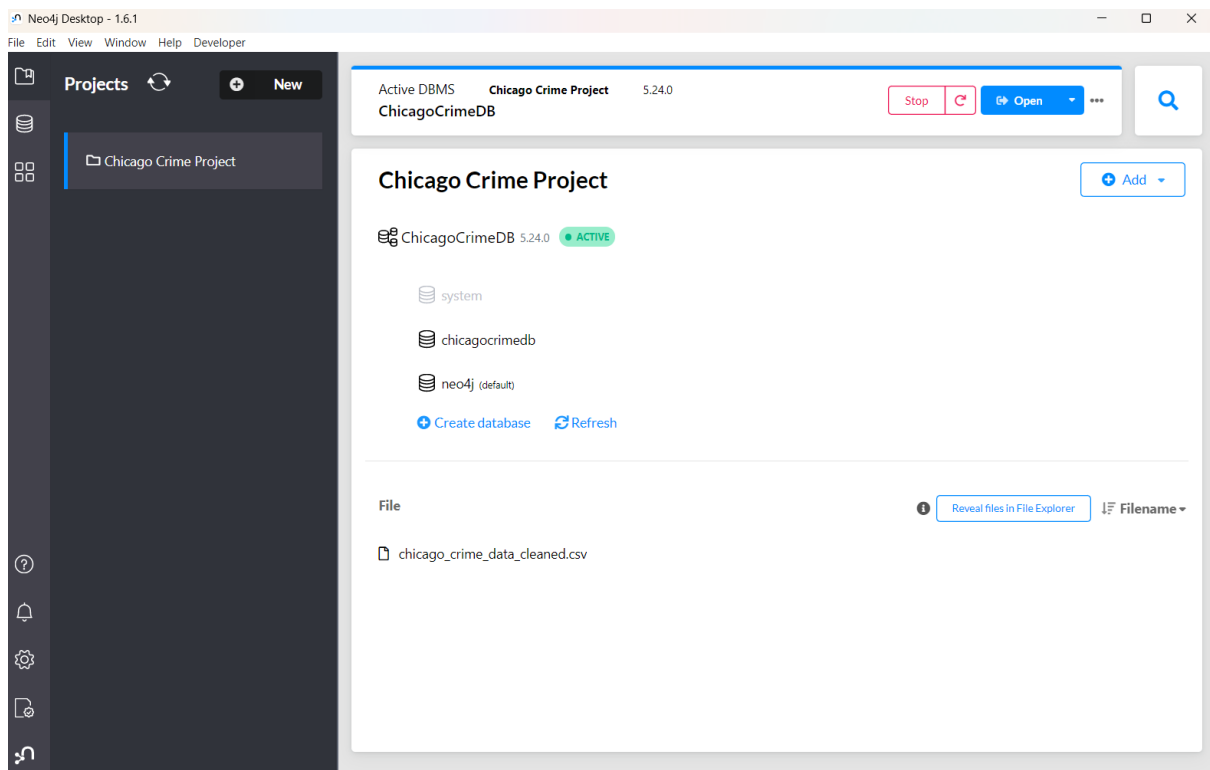 Neo4j Desktop - 1.6.1
File Edit View Window Help Developer
Projects
New
Chicago Crime Project
Active DBMS Chicago Crime Project 5.24.0
ChicagoCrimeDB
Stop
Open
Chicago Crime Project
Add
ChicagoCrimeDB 5.24.0 ACTIVE
system
chicagocrimedb
neo4j (default)
Create database Refresh
File
Reveal files in File Explorer
Filename
chicago_crime_data_cleaned.csv